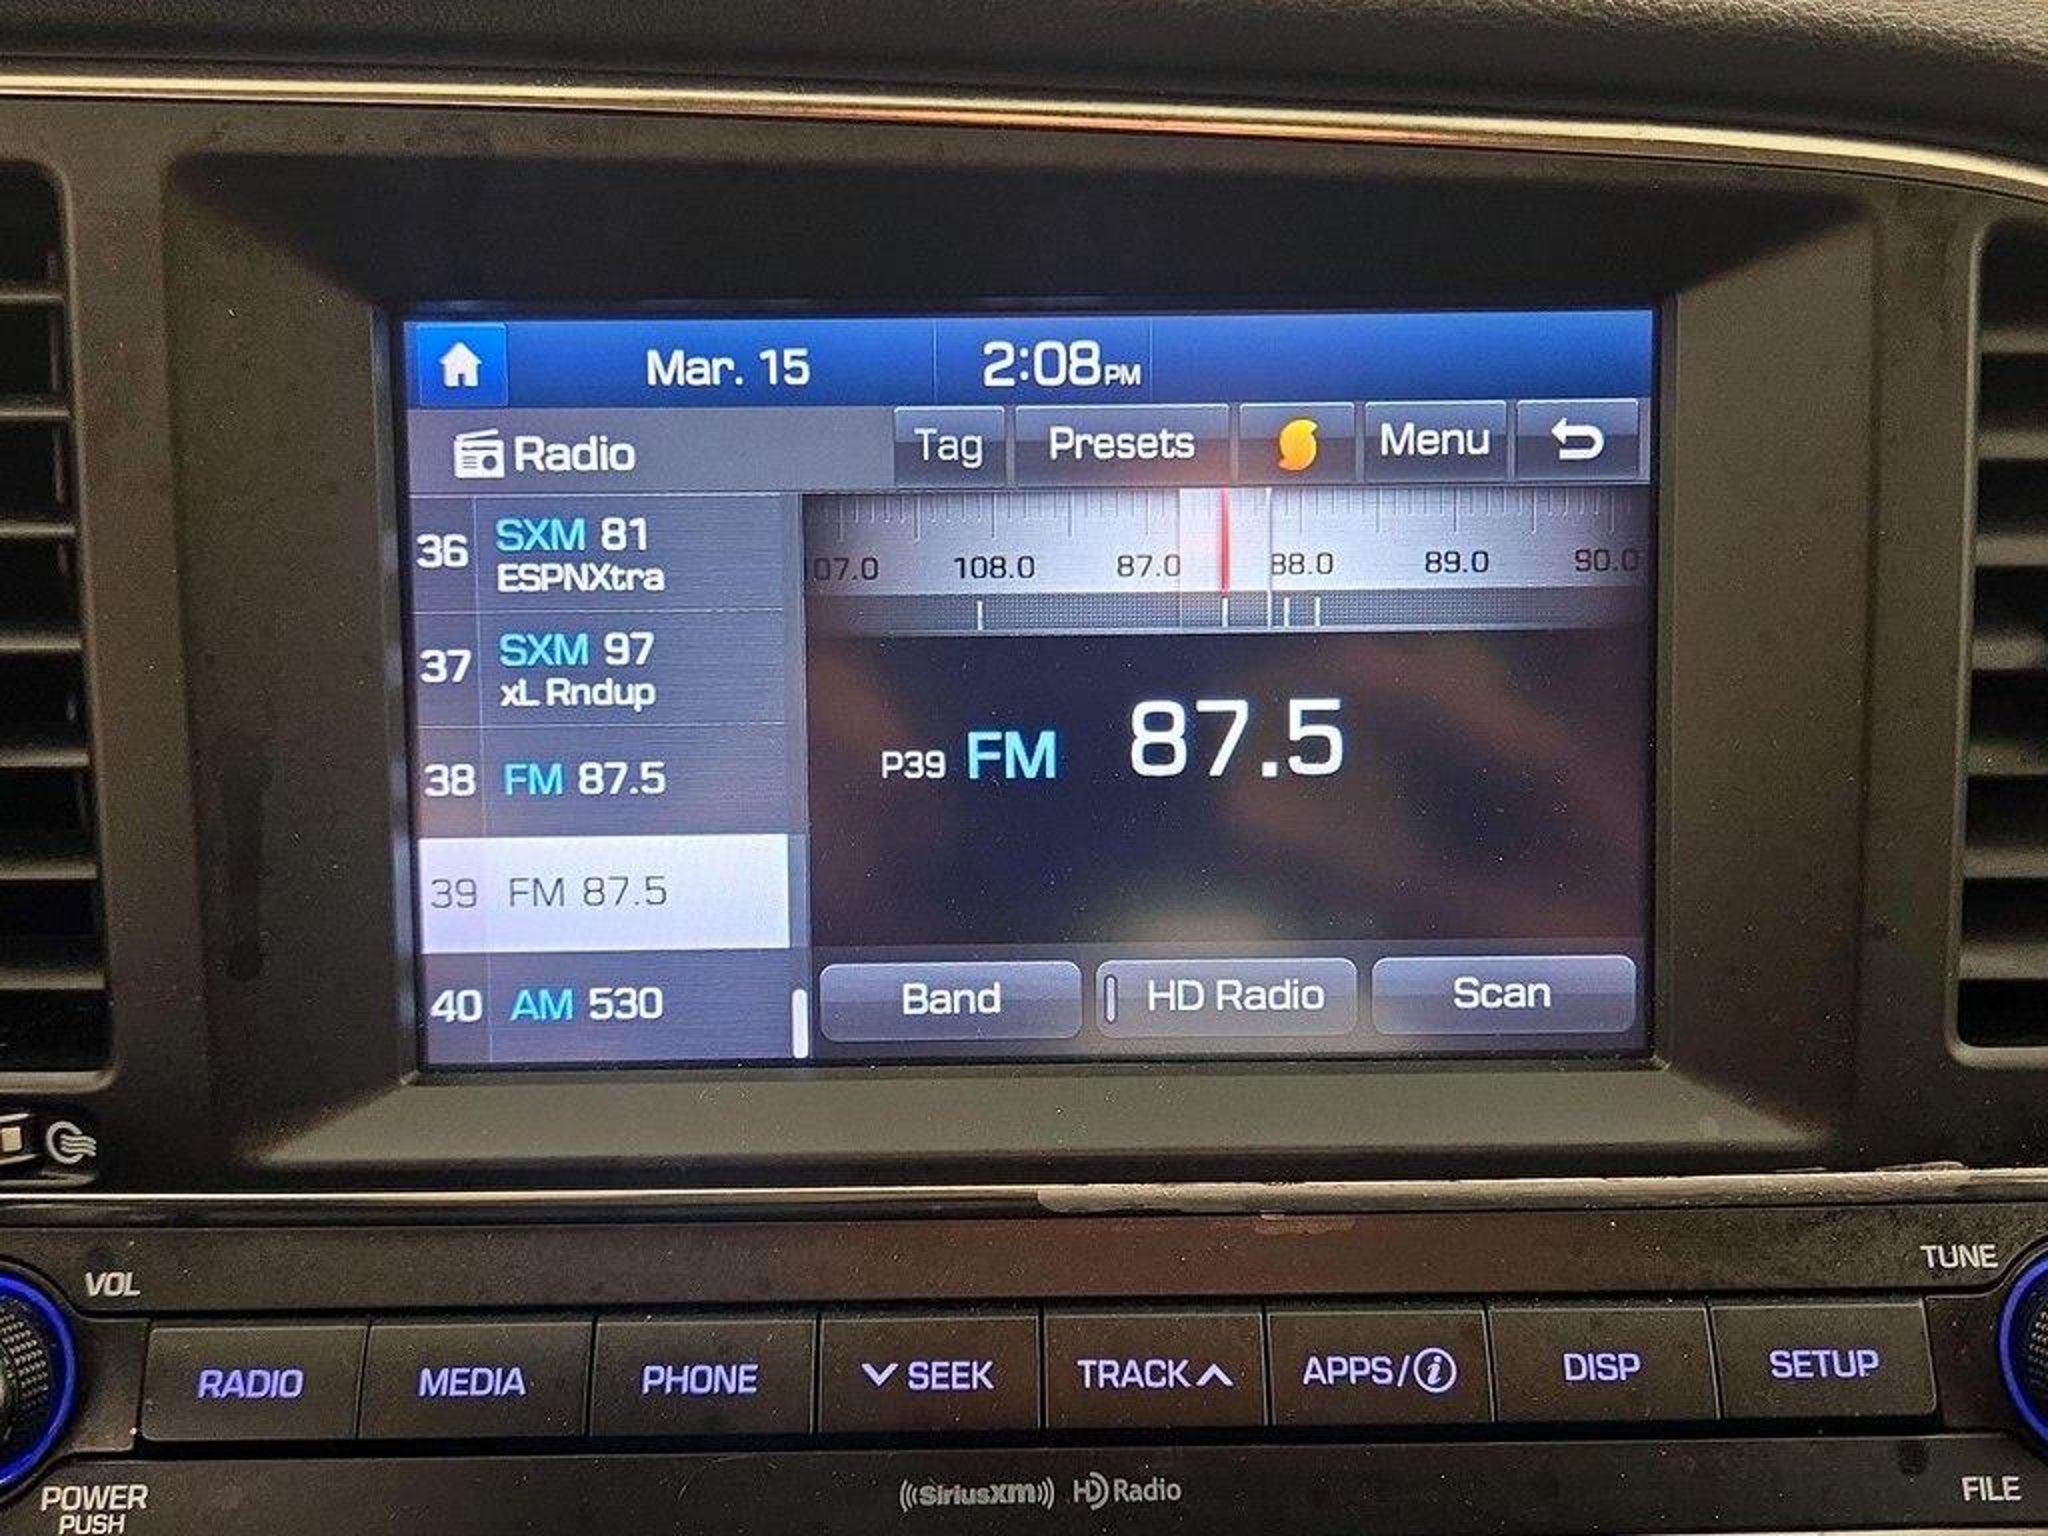 Mar. 15 2:08PM
Radio Tag Presets Menu
36 SXM 81
ESPNXtra
37 SXM 97
xL Rndup
38 FM 87.5
39 FM 87.5
40 AM 530
07.0 108.0 87.0 88.0 89.0 90.0
P39 FM 87.5
Band HD Radio Scan
VOL
TUNE
RADIO MEDIA PHONE SEEK TRACK APPS/i DISP SETUP
POWER
PUSH
((SiriusXM)) HD Radio
FILE